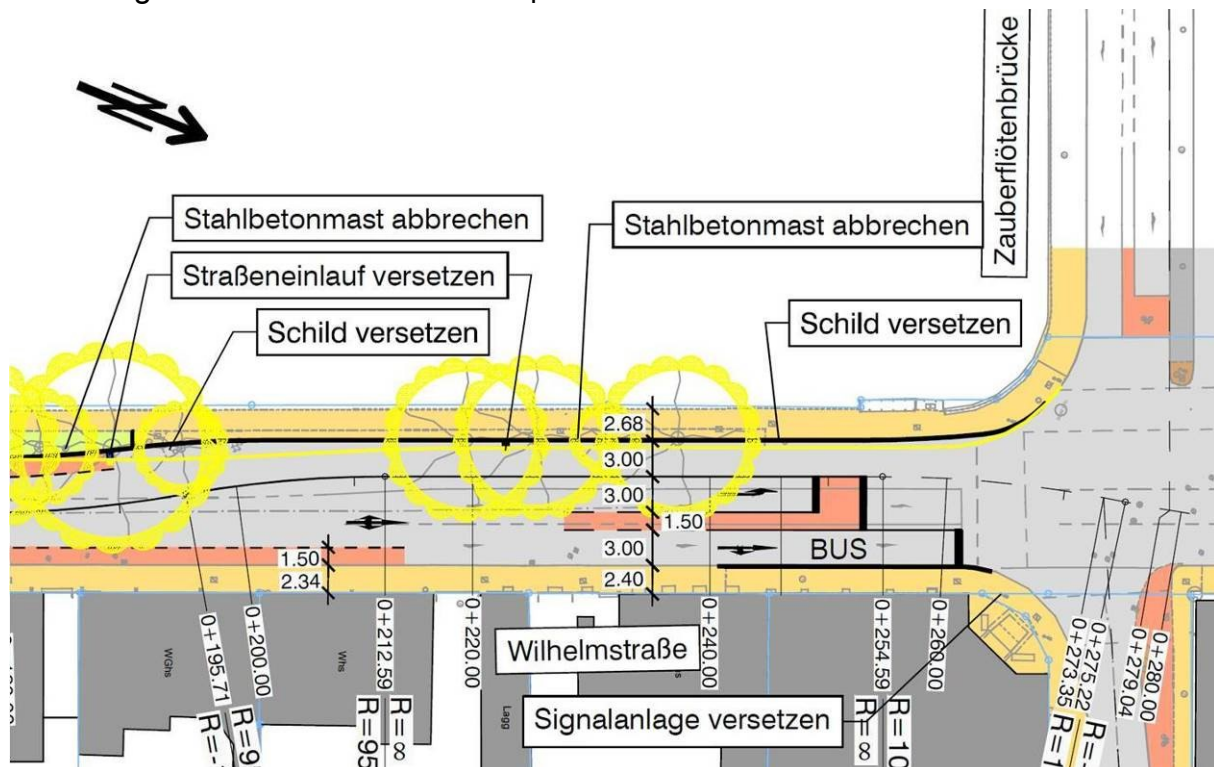 Zauberflötenbrücke
Stahlbetonmast abbrechen
Stahlbetonmast abbrechen
Straßeneinlauf versetzen
Schild versetzen
Schild versetzen
2.68
3.00
3.00
1.50
3.00
2.40
1.50
2.34
BUS
0+195.71
0+200.00
0+212.59
0+220.00
0+240.00
0+254.59
0+260.00
0+273.35
0+275.22
0+279.04
0+280.00
WGhs
Whs
Lagg
Wilhelmstraße
Signalanlage versetzen
R=∞
R=95
R=∞
R=∞
R=10